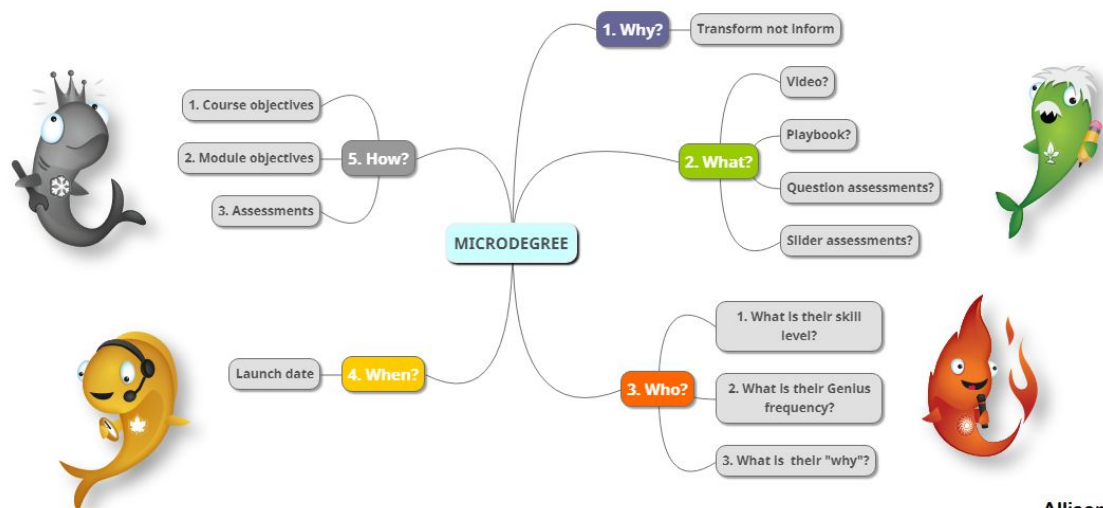 MICRODEGREE
1. Why?
Transform not inform
2. What?
Video?
Playbook?
Question assessments?
Slider assessments?
3. Who?
1. What is their skill
level?
2. What is their Genius
frequency?
3. What is their "why"?
4. When?
Launch date
5. How?
1. Course objectives
2. Module objectives
3. Assessments